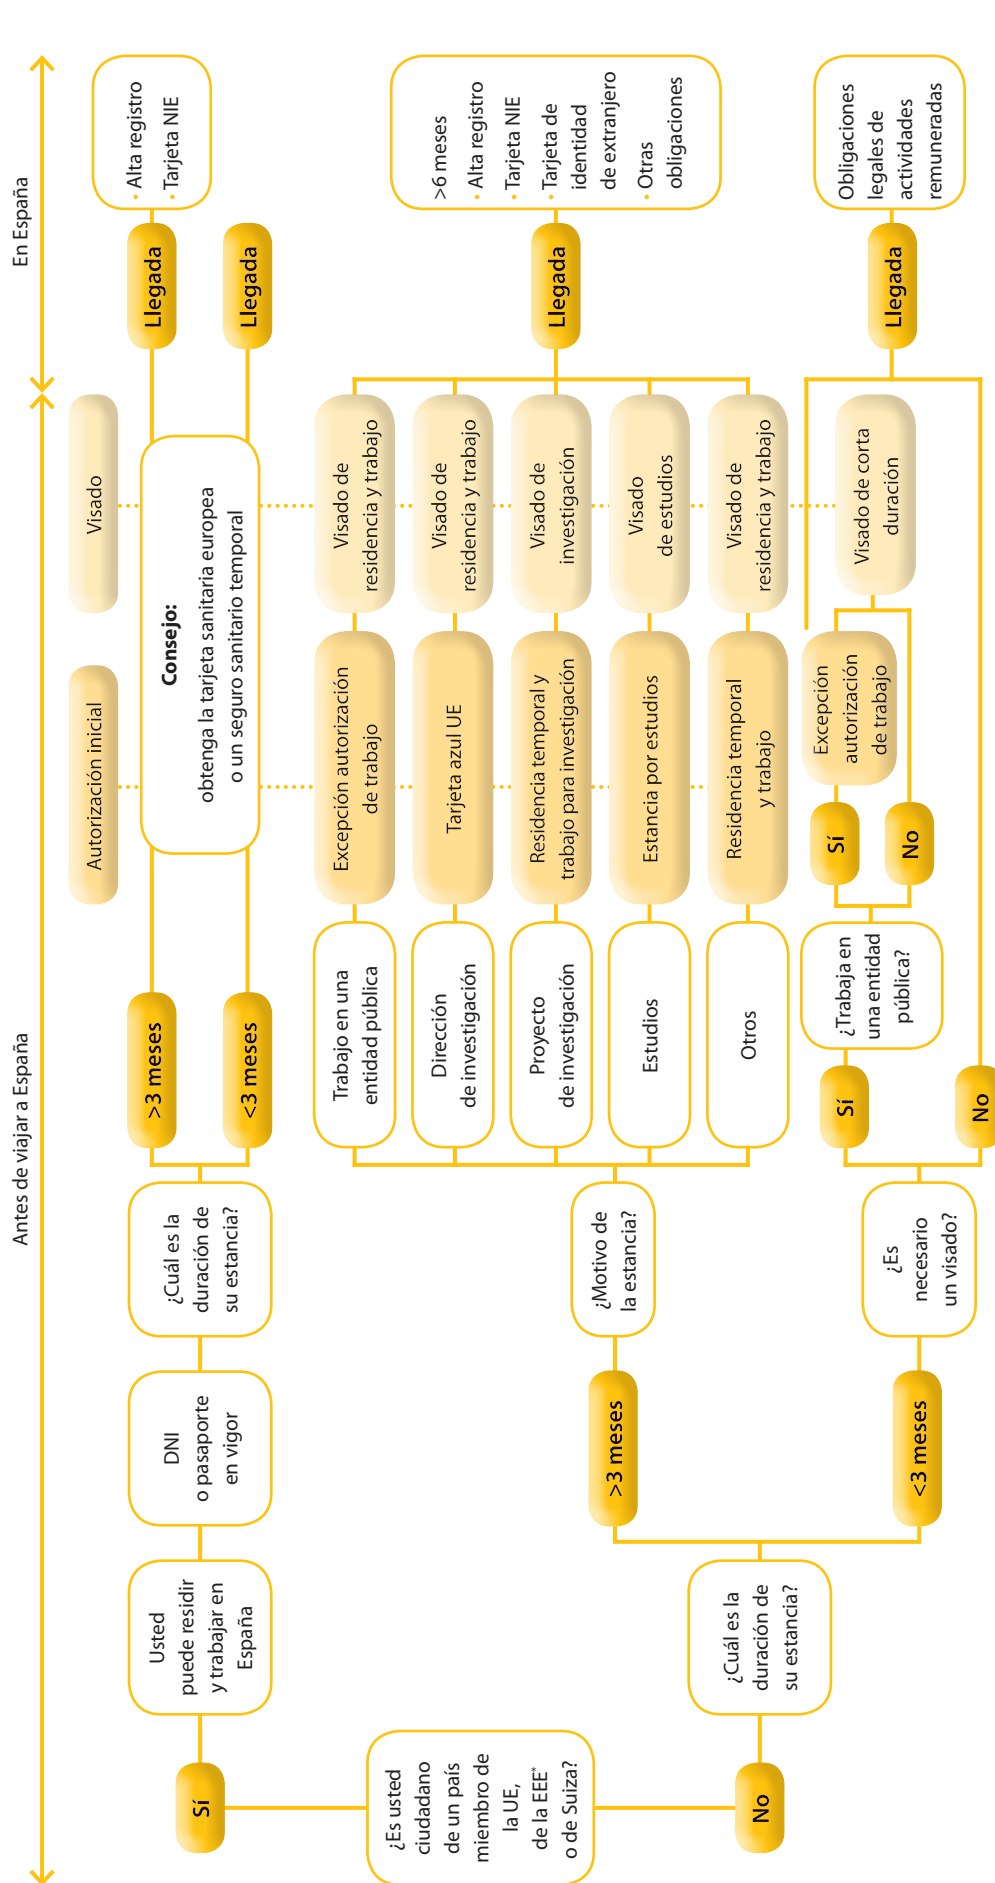 Antes de viajar a España
En España
Autorización inicial
Visado
¿Es usted
ciudadano
de un país
miembro de
la UE,
de la EEE*
o de Suiza?
Sí
Usted
puede residir
y trabajar en
España
DNI
o pasaporte
en vigor
¿Cuál es la
duración de
su estancia?
>3 meses
<3 meses
Consejo:
obtenga la tarjeta sanitaria europea
o un seguro sanitario temporal
Llegada
Llegada
· Alta registro
· Tarjeta NIE
No
¿Cuál es la
duración de
su estancia?
>3 meses
¿Motivo de
la estancia?
Trabajo en una
entidad pública
Excepción autorización
de trabajo
Visado de
residencia y trabajo
Dirección
de investigación
Tarjeta azul UE
Visado de
residencia y trabajo
Proyecto
de investigación
Residencia temporal y
trabajo para investigación
Visado de
investigación
Estudios
Estancia por estudios
Visado
de estudios
Otros
Residencia temporal
y trabajo
Visado de
residencia y trabajo
Llegada
>6 meses
· Alta registro
· Tarjeta NIE
· Tarjeta de
identidad
de extranjero
· Otras
obligaciones
<3 meses
¿Es
necesario
un visado?
Sí
¿Trabaja en
una entidad
pública?
Sí
Excepción
autorización
de trabajo
No
Visado de corta
duración
No
Llegada
Obligaciones
legales de
actividades
remuneradas